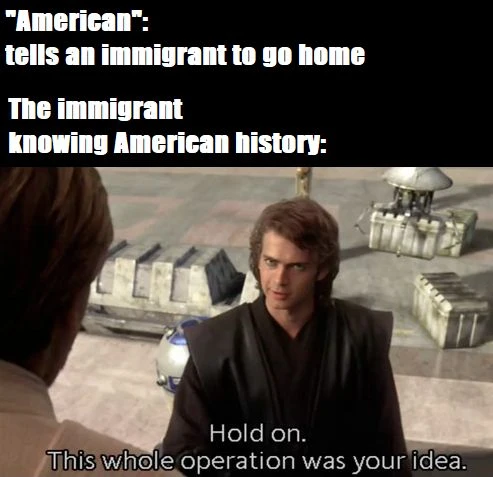 "American":
tells an immigrant to go home
The immigrant
knowing American history:
Hold on.
This whole operation was your idea.